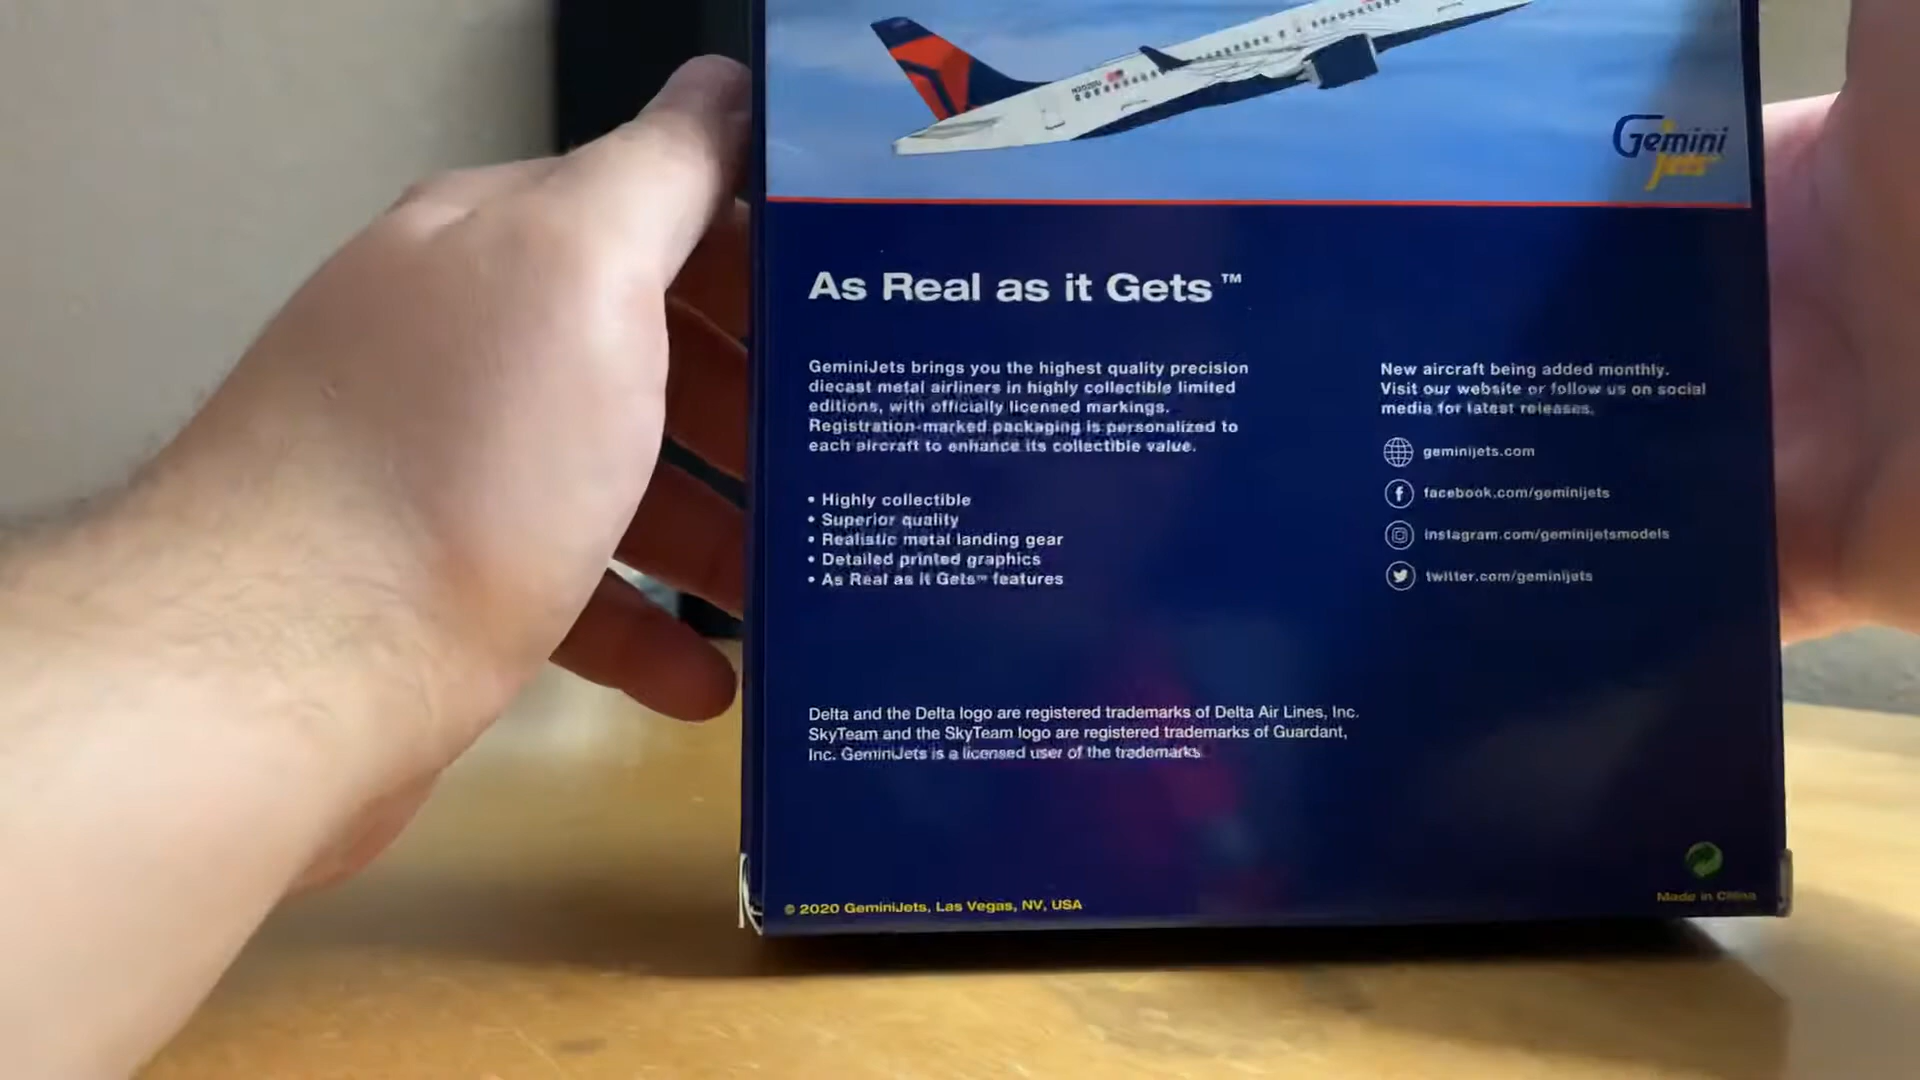 Gemini
Jets
As Real as it Gets™
GeminiJets brings you the highest quality precision
diecast metal airliners in highly collectible limited
editions, with officially licensed markings.
Registration-marked packaging is personalized to
each aircraft to enhance its collectible value.
• Highly collectible
• Superior quality
• Realistic metal landing gear
• Detailed printed graphics
• As Real as it Gets™ features
New aircraft being added monthly.
Visit our website or follow us on social
media for latest releases.
geminijets.com
facebook.com/geminijets
instagram.com/geminijetsmodels
twitter.com/geminijets
Delta and the Delta logo are registered trademarks of Delta Air Lines, Inc.
SkyTeam and the SkyTeam logo are registered trademarks of Guardant,
Inc. GeminiJets is a licensed user of the trademarks.
© 2020 GeminiJets, Las Vegas, NV, USA
Made in China